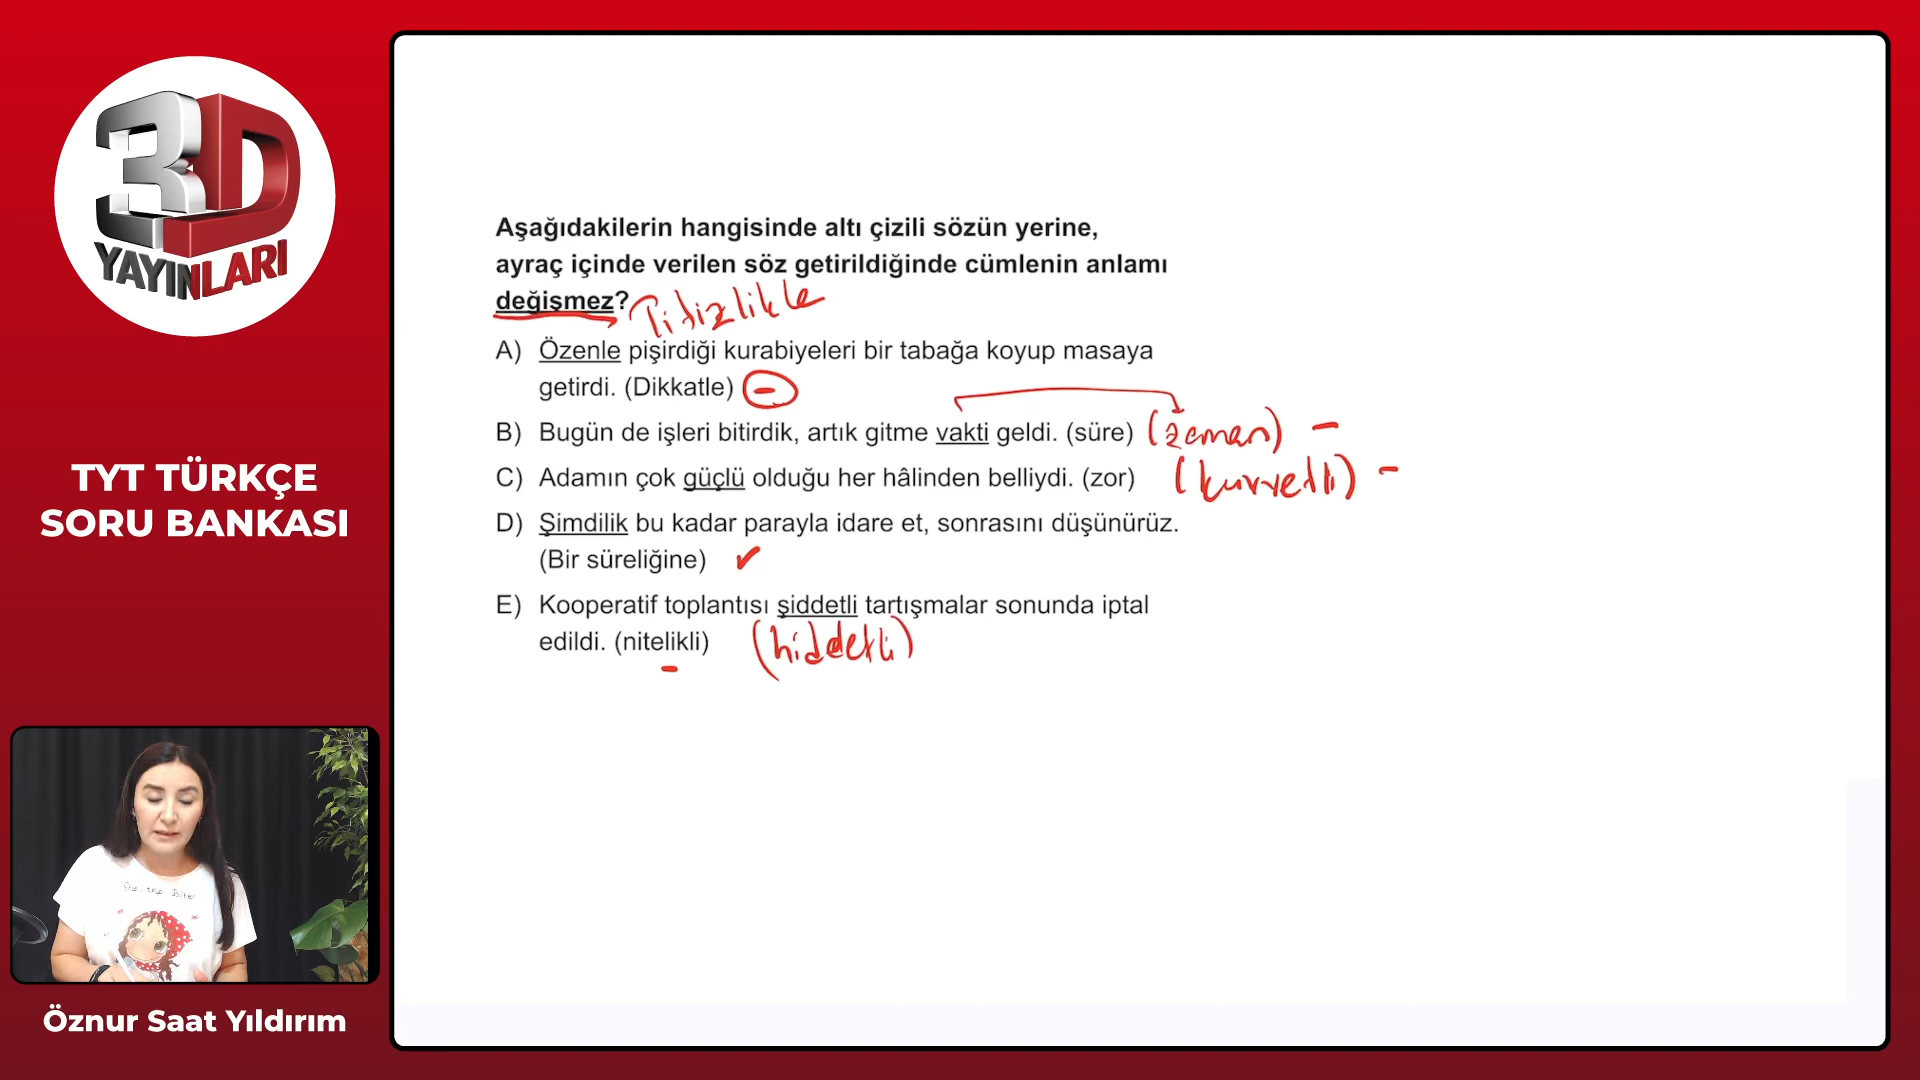 3D
YAYINLARI
TYT TÜRKÇE
SORU BANKASI
Öznur Saat Yıldırım
Aşağıdakilerin hangisinde altı çizili sözün yerine,
ayraç içinde verilen söz getirildiğinde cümlenin anlamı
değişmez? Titizlikle
A) Özenle pişirdiği kurabiyeleri bir tabağa koyup masaya
getirdi. (Dikkatle) -
B) Bugün de işleri bitirdik, artık gitme vakti geldi. (süre) (zaman) -
C) Adamın çok güçlü olduğu her hâlinden belliydi. (zor) (kuvvetli) -
D) Şimdilik bu kadar parayla idare et, sonrasını düşünürüz.
(Bir süreliğine) ✓
E) Kooperatif toplantısı şiddetli tartışmalar sonunda iptal
edildi. (nitelikli) - (hiddetli)